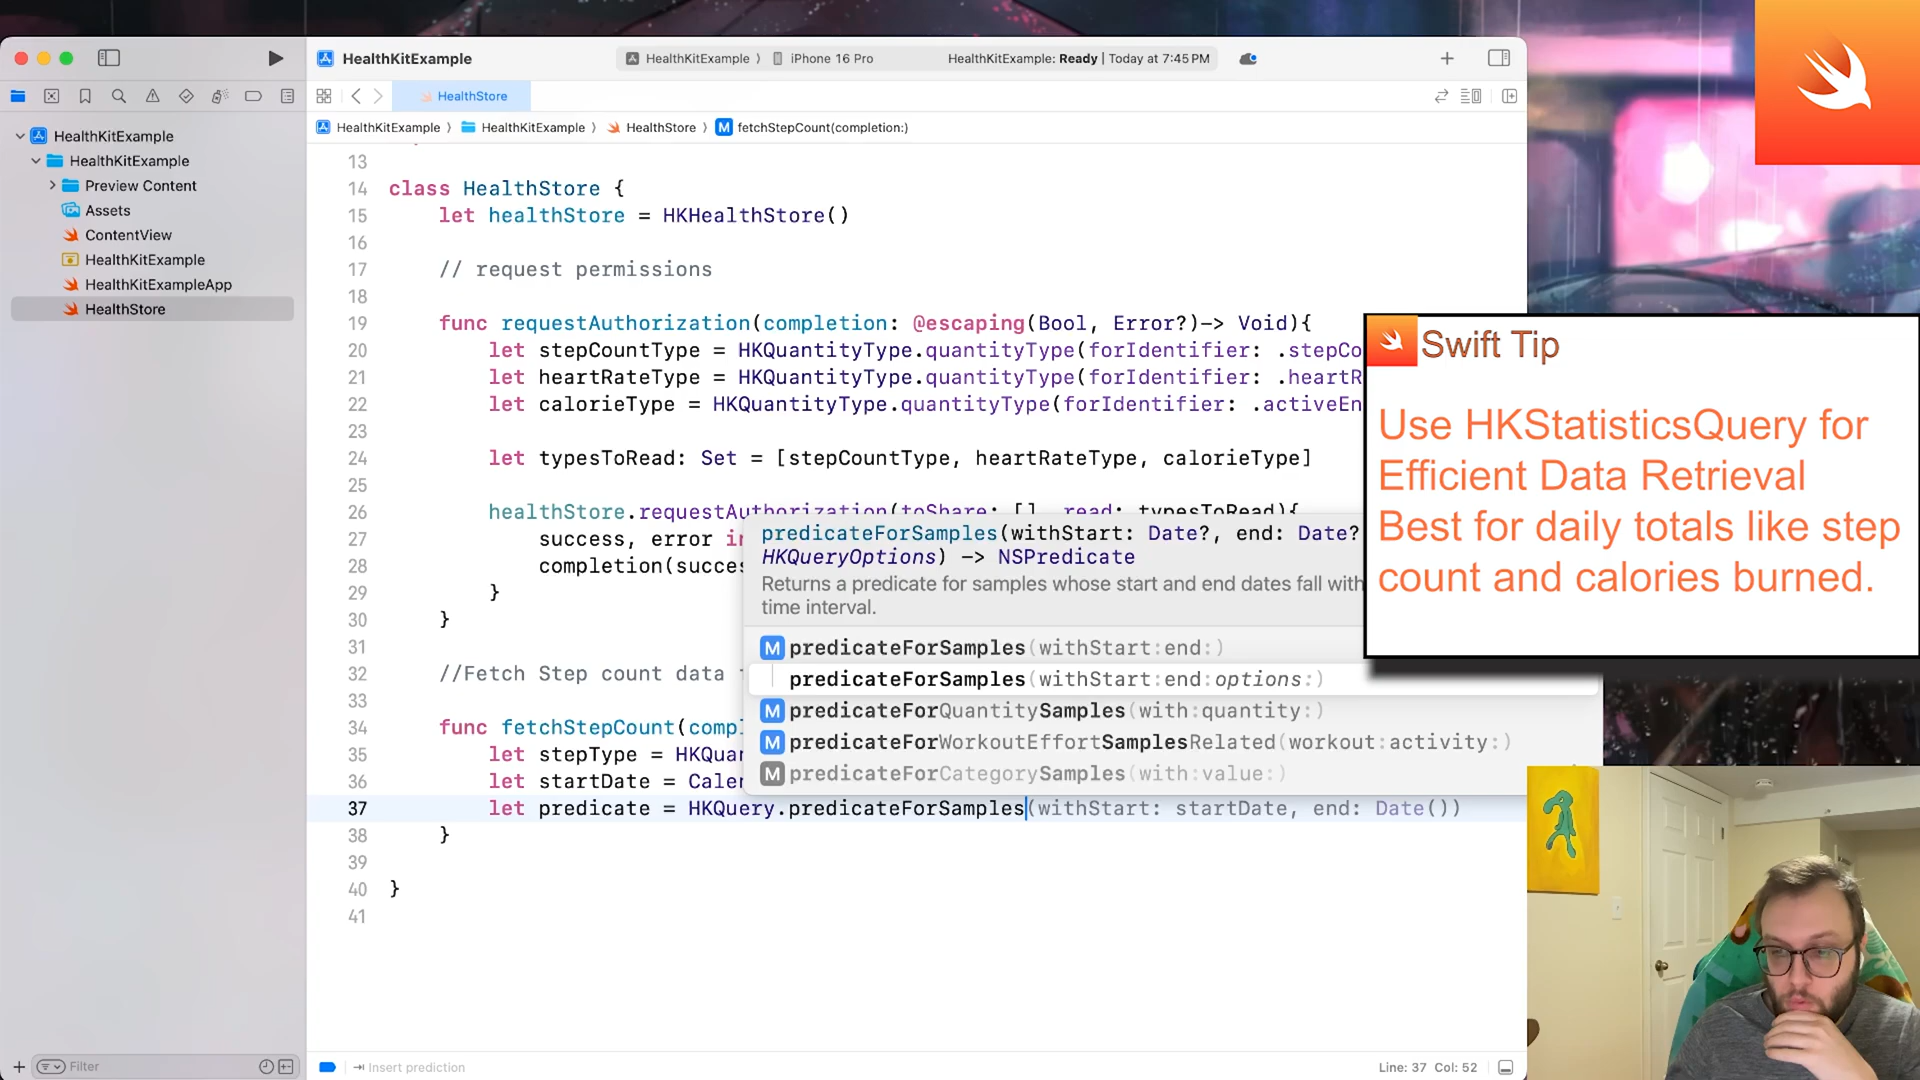 HealthKitExample
HealthKitExample 〉 iPhone 16 Pro
HealthKitExample: Ready | Today at 7:45 PM
HealthStore
HealthKitExample 〉 HealthKitExample 〉 HealthStore 〉 M fetchStepCount(completion:)
HealthKitExample
HealthKitExample
Preview Content
Assets
ContentView
HealthKitExample
HealthKitExampleApp
HealthStore
13
14 class HealthStore {
15 let healthStore = HKHealthStore()
16
17 // request permissions
18
19 func requestAuthorization(completion: @escaping(Bool, Error?)-> Void){
20 let stepCountType = HKQuantityType.quantityType(forIdentifier: .stepCo
21 let heartRateType = HKQuantityType.quantityType(forIdentifier: .heartR
22 let calorieType = HKQuantityType.quantityType(forIdentifier: .activeEn
23
24 let typesToRead: Set = [stepCountType, heartRateType, calorieType]
25
26 healthStore.requestAuthorization(toShare: [], read: typesToRead){
27 success, error in
28 completion(succes
29 }
30 }
31
32 //Fetch Step count data
33
34 func fetchStepCount(compl
35 let stepType = HKQuan
36 let startDate = Calen
37 let predicate = HKQuery.predicateForSamples(withStart: startDate, end: Date())
38 }
39
40 }
41
predicateForSamples(withStart: Date?, end: Date?
HKQueryOptions) -> NSPredicate
Returns a predicate for samples whose start and end dates fall with
time interval.
M predicateForSamples(withStart:end:)
predicateForSamples(withStart:end:options:)
M predicateForQuantitySamples(with:quantity:)
M predicateForWorkoutEffortSamplesRelated(workout:activity:)
M predicateForCategorySamples(with:value:)
Swift Tip
Use HKStatisticsQuery for
Efficient Data Retrieval
Best for daily totals like step
count and calories burned.
Filter
Insert prediction
Line: 37 Col: 52